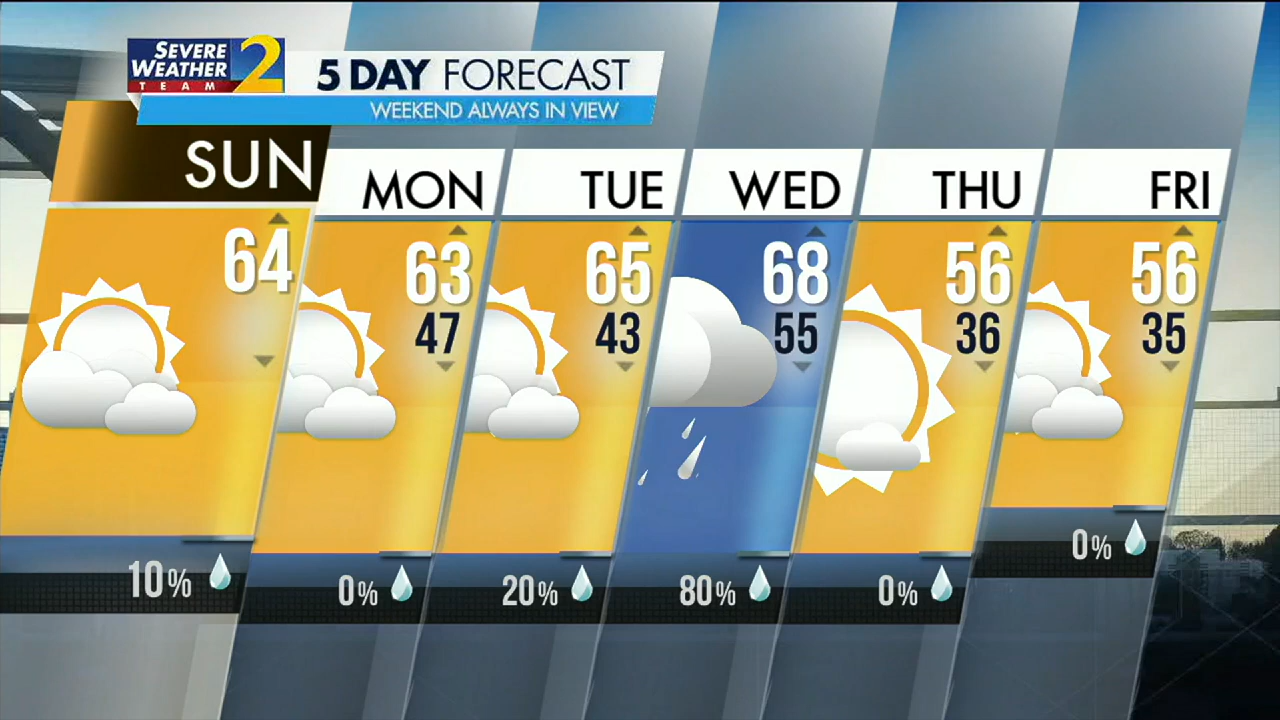 SEVERE
WEATHER
TEAM
2
5 DAY FORECAST
WEEKEND ALWAYS IN VIEW
SUN
64
10%
MON
63
47
0%
TUE
65
43
20%
WED
68
55
80%
THU
56
36
0%
FRI
56
35
0%